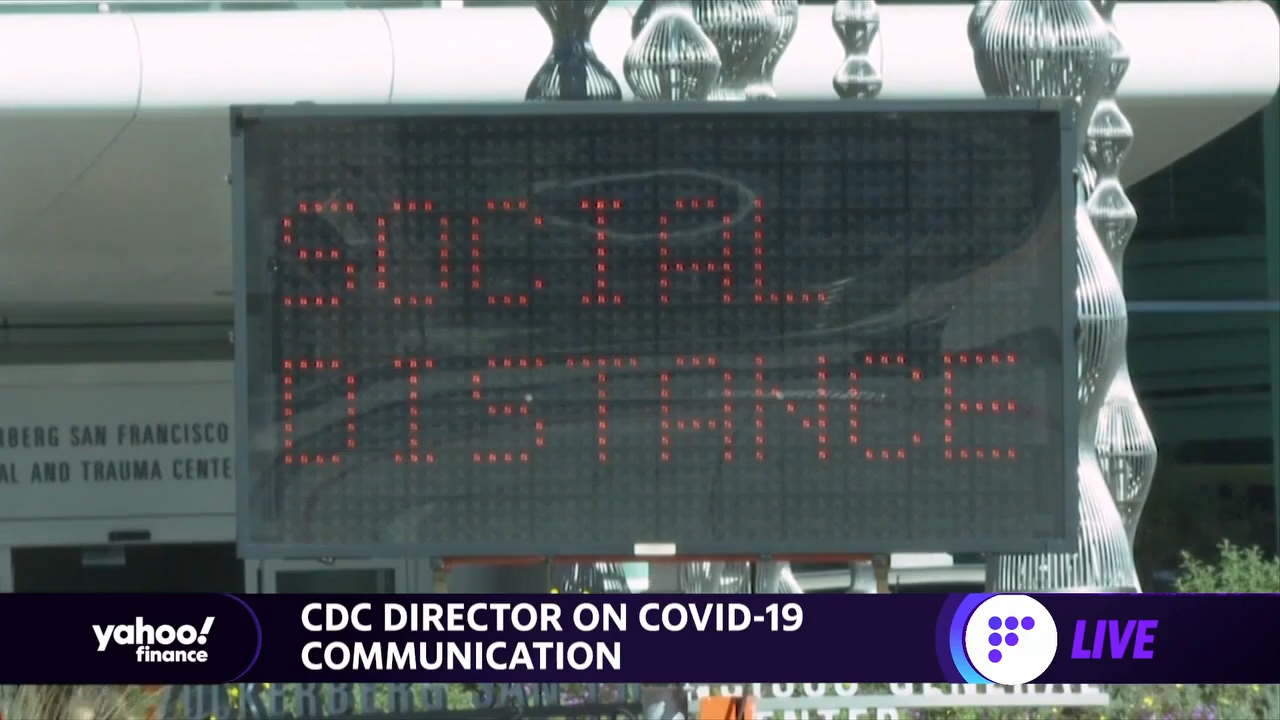 SOCIAL
DISTANCE
RBERG SAN FRANCISCO
AL AND TRAUMA CENTE
yahoo!
finance
CDC DIRECTOR ON COVID-19
COMMUNICATION
LIVE